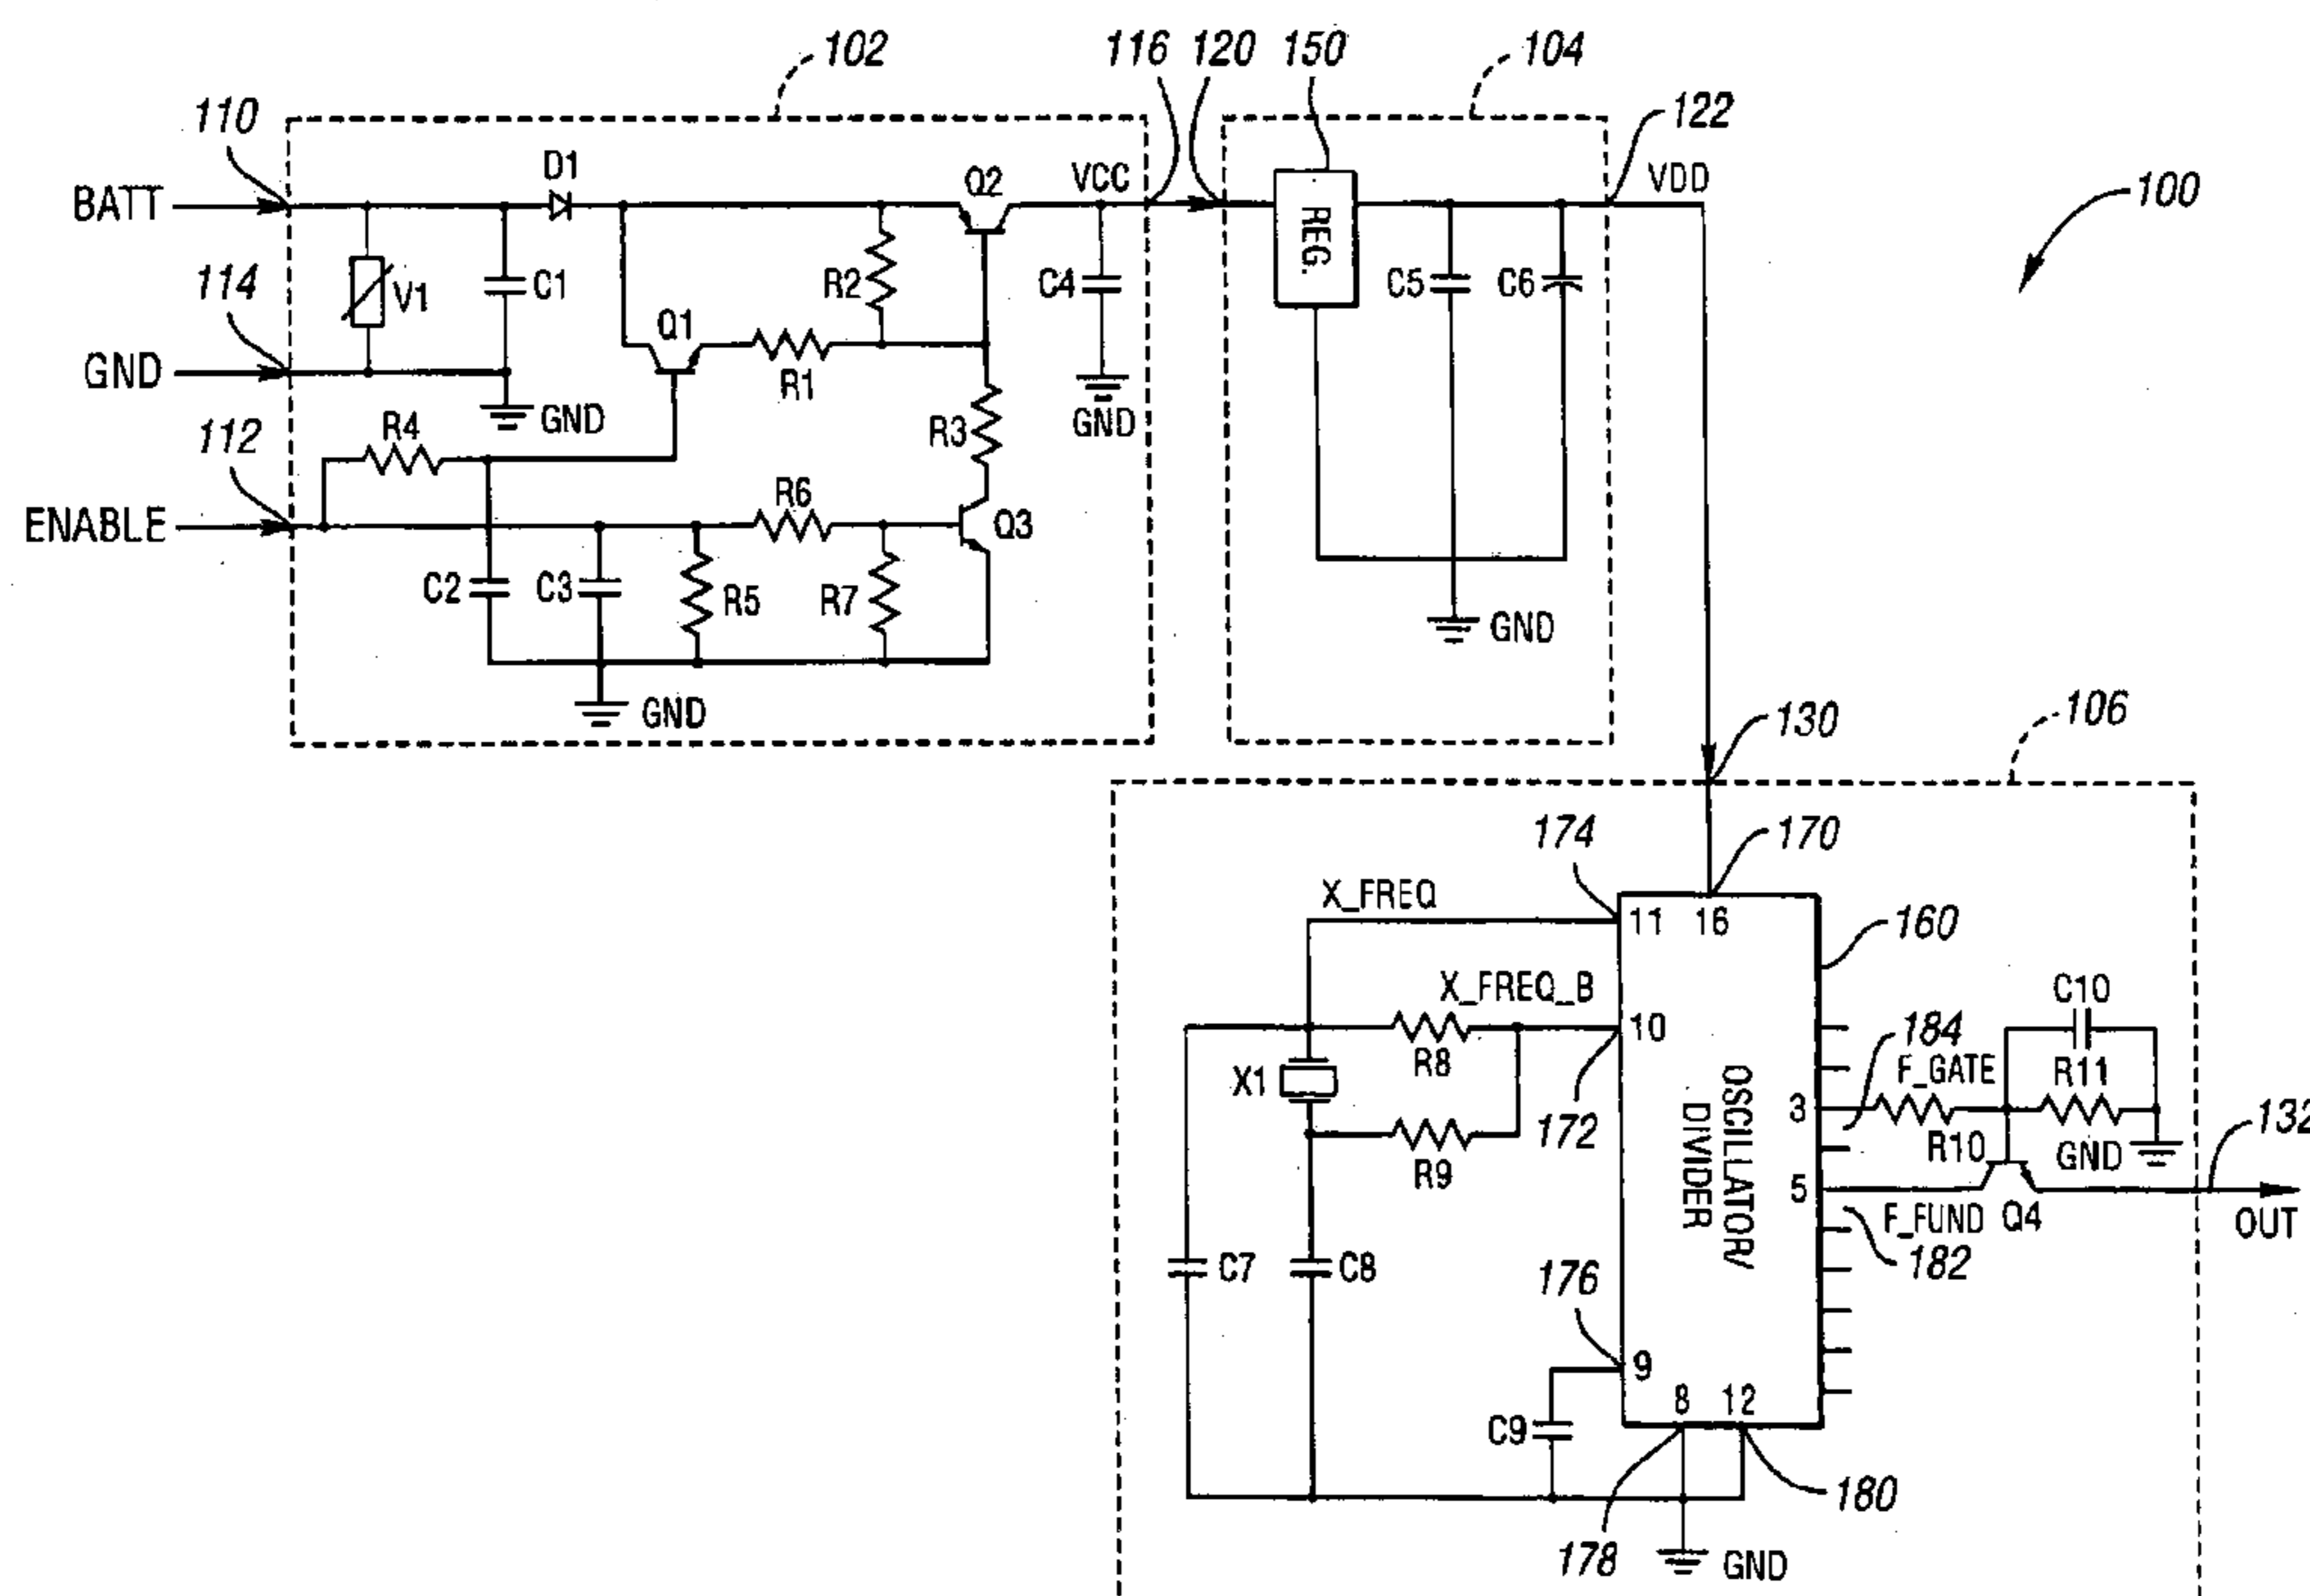 102
116
120
150
104
110
122
D1
Q2
VCC
VDD
100
BATT
REG.
114
V1
C1
R2
C4
C5
C6
Q1
GND
R1
GND
GND
R4
R3
112
R6
ENABLE
Q3
C2
C3
R5
R7
GND
GND
130
106
174
170
X_FREQ
11
16
160
X_FREQ_B
C10
10
184
R8
F_GATE
R11
X1
3
132
172
R10
GND
R9
OSCILLATOR/
DIVIDER
5
F_FUND
Q4
OUT
182
C7
C8
176
9
8
12
C9
180
178
GND